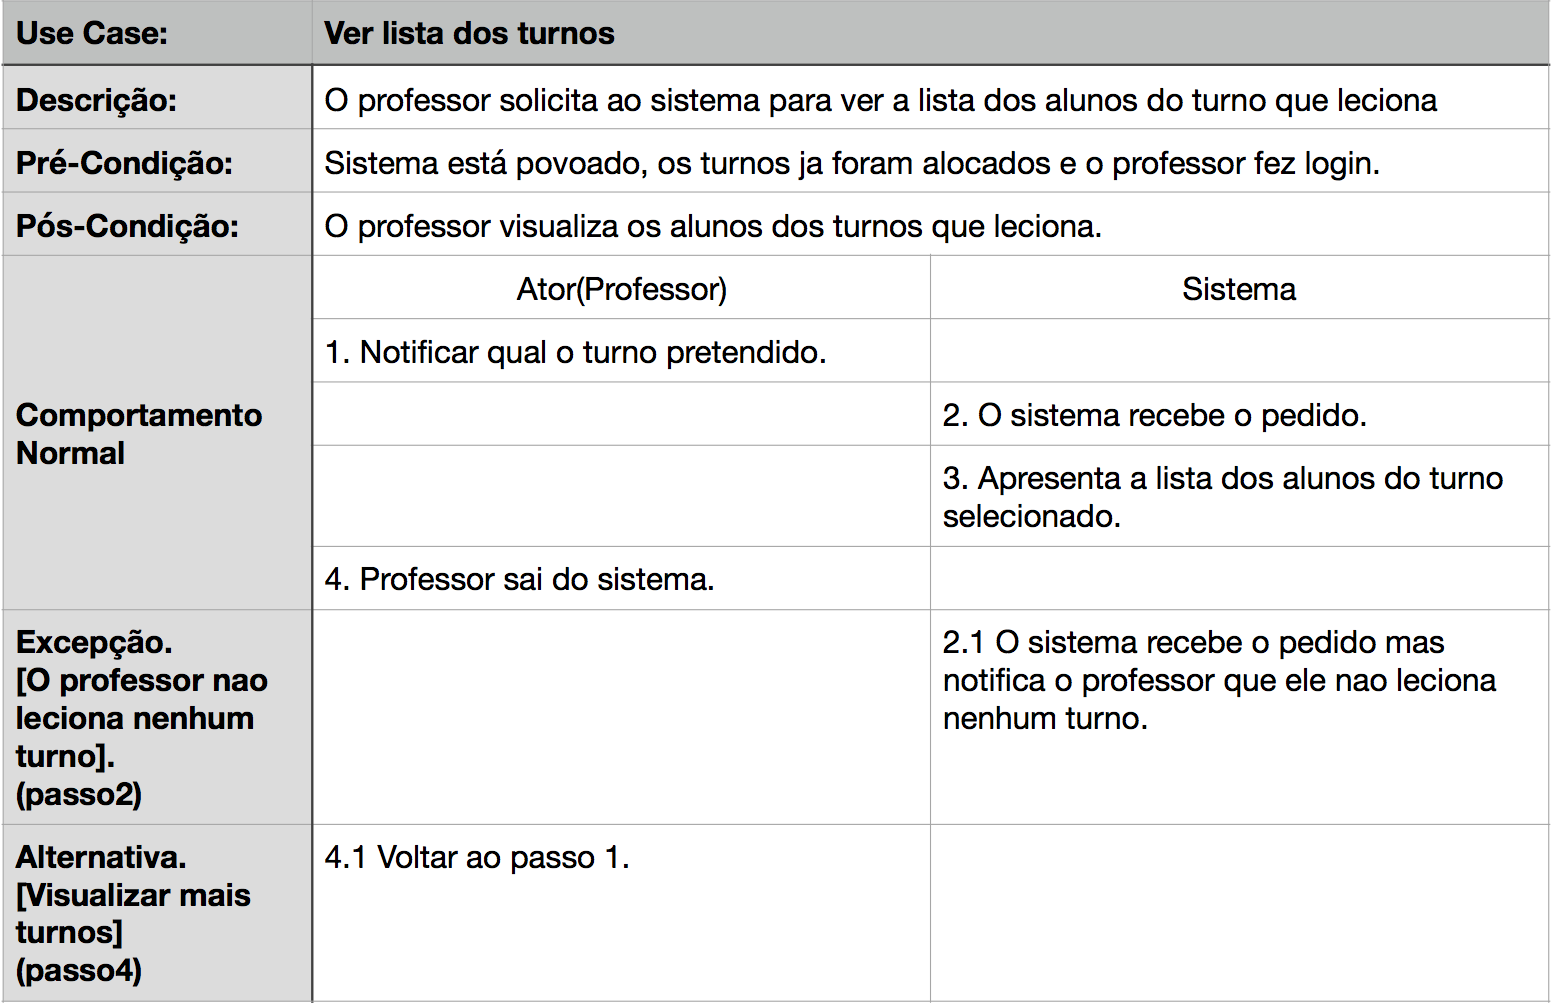 Use Case:
Ver lista dos turnos
Descrição:
O professor solicita ao sistema para ver a lista dos alunos do turno que leciona
Pré-Condição:
Sistema está povoado, os turnos ja foram alocados e o professor fez login.
Pós-Condição:
O professor visualiza os alunos dos turnos que leciona.
Comportamento
Normal
Ator(Professor)
Sistema
1. Notificar qual o turno pretendido.
2. O sistema recebe o pedido.
3. Apresenta a lista dos alunos do turno
selecionado.
4. Professor sai do sistema.
Excepção.
[O professor nao
leciona nenhum
turno].
(passo2)
2.1 O sistema recebe o pedido mas
notifica o professor que ele nao leciona
nenhum turno.
Alternativa.
[Visualizar mais
turnos]
(passo4)
4.1 Voltar ao passo 1.